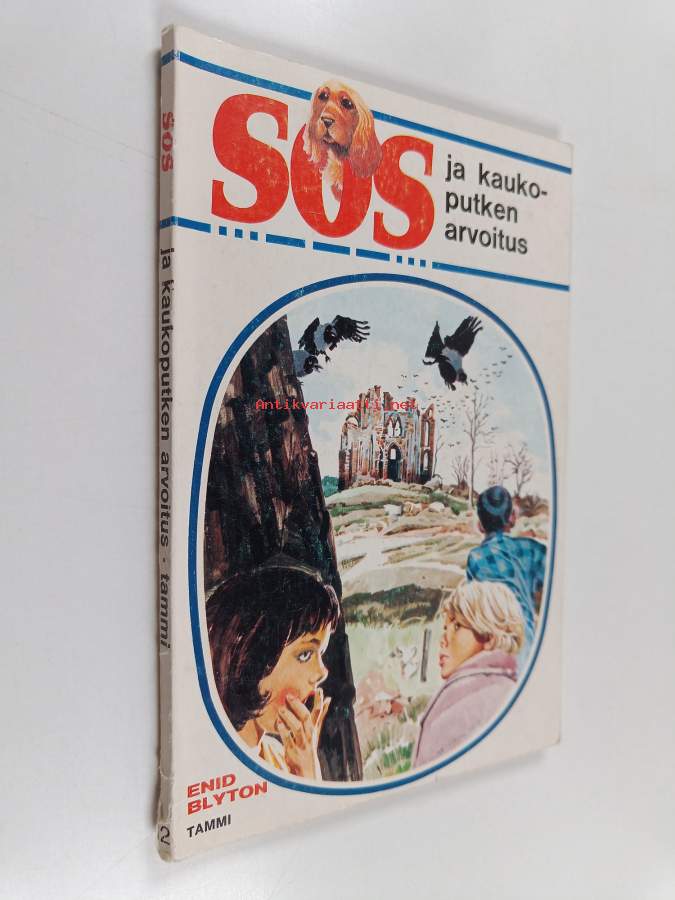 SOS
ja kauko-
putken
arvoitus
Antikvariaatti.net
ENID
BLYTON
TAMMI
SOS
ja kaukoputken arvoitus · tammi
2